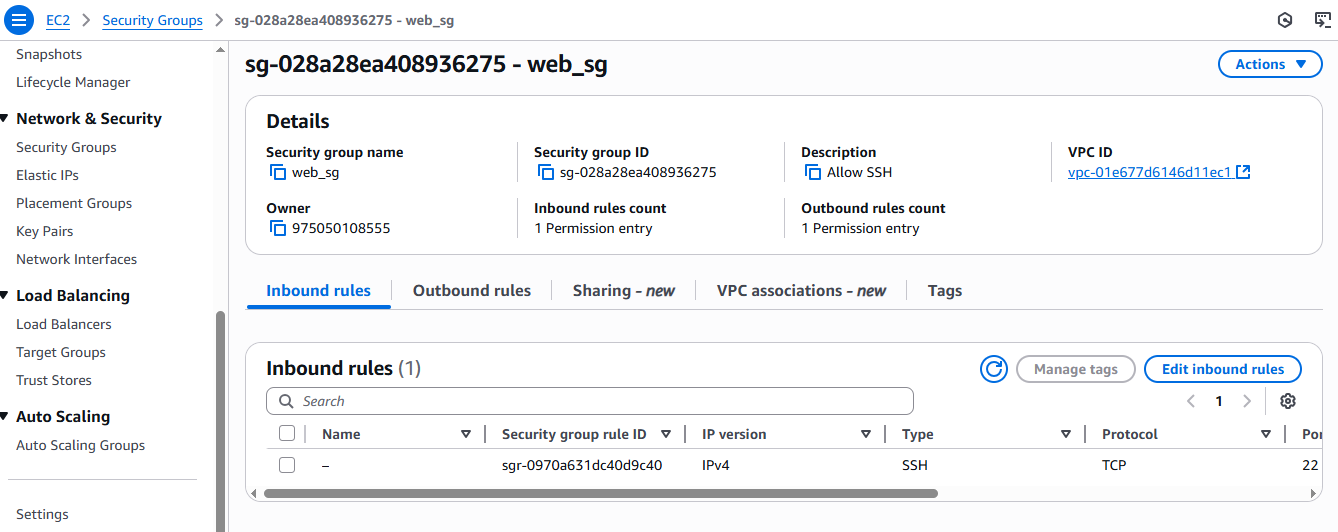 EC2 > Security Groups > sg-028a28ea408936275 - web_sg
Snapshots
Lifecycle Manager
Network & Security
Security Groups
Elastic IPs
Placement Groups
Key Pairs
Network Interfaces
Load Balancing
Load Balancers
Target Groups
Trust Stores
Auto Scaling
Auto Scaling Groups
Settings
sg-028a28ea408936275 - web_sg
Actions
Details
Security group name
web_sg
Security group ID
sg-028a28ea408936275
Description
Allow SSH
VPC ID
vpc-01e677d6146d11ec1
Owner
975050108555
Inbound rules count
1 Permission entry
Outbound rules count
1 Permission entry
Inbound rules Outbound rules Sharing - new VPC associations - new Tags
Inbound rules (1)
Manage tags Edit inbound rules
Search
1
Name Security group rule ID IP version Type Protocol Por
– sgr-0970a631dc40d9c40 IPv4 SSH TCP 22